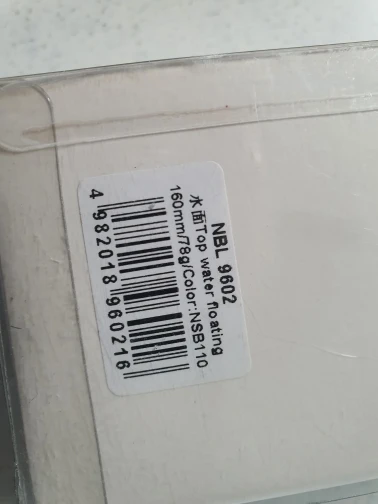 NBL 9602
水面Top water floating
160mm/78g/Color:NSB110
4 982018 960216